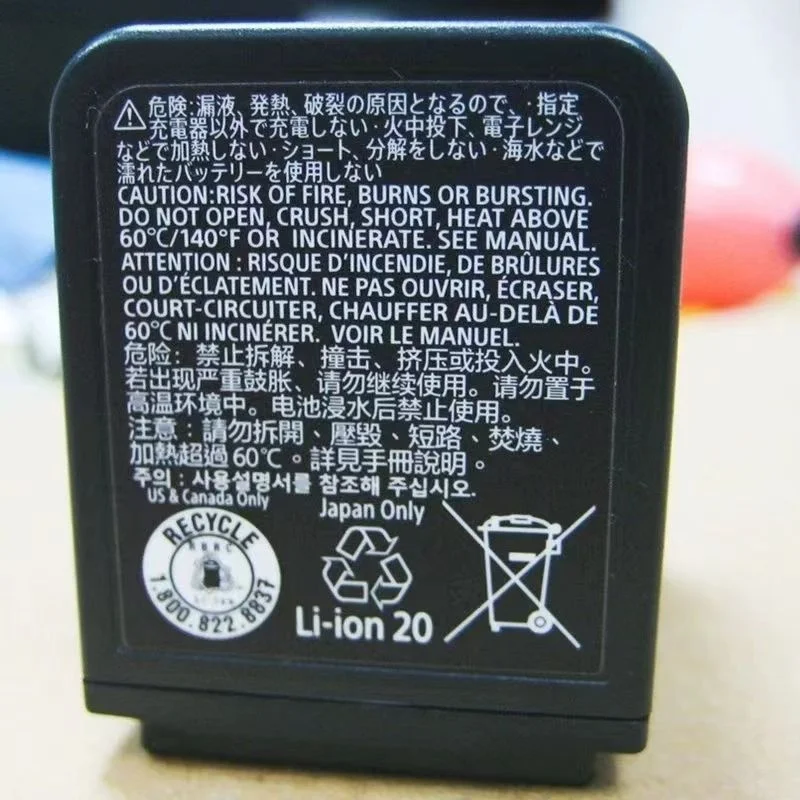 危険:漏液、発熱、破裂の原因となるので、·指定
充電器以外で充電しない·火中投下、電子レンジ
などで加熱しない·ショート、分解をしない·海水などで
濡れたバッテリーを使用しない
CAUTION:RISK OF FIRE, BURNS OR BURSTING.
DO NOT OPEN, CRUSH, SHORT, HEAT ABOVE
60℃/140°F OR INCINERATE. SEE MANUAL.
ATTENTION : RISQUE D'INCENDIE, DE BRÛLURES
OU D'ÉCLATEMENT. NE PAS OUVRIR, ÉCRASER,
COURT-CIRCUITER, CHAUFFER AU-DELÀ DE
60℃ NI INCINÉRER. VOIR LE MANUEL.
危险：禁止拆解、撞击、挤压或投入火中。
若出现严重鼓胀、请勿继续使用。请勿置于
高温环境中。电池浸水后禁止使用。
注意：請勿拆開、壓毀、短路、焚燒、
加熱超過60℃。詳見手冊說明。
주의 : 사용설명서를 참조해 주십시오.
US & Canada Only
Japan Only
RECYCLE
RBRC
1.800.822.8837
Li-ion 20